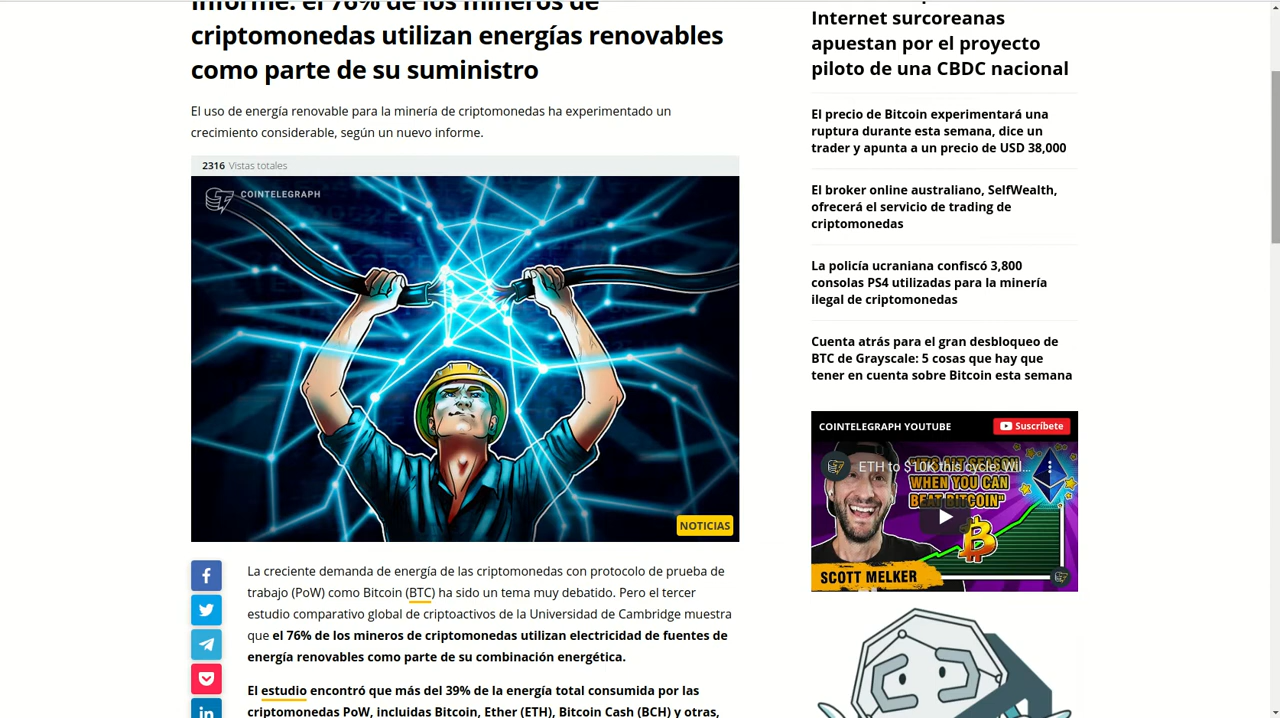 Informe: el 76% de los mineros de
criptomonedas utilizan energías renovables
como parte de su suministro
El uso de energía renovable para la minería de criptomonedas ha experimentado un
crecimiento considerable, según un nuevo informe.
2316 Vistas totales
COINTELEGRAPH
NOTICIAS
La creciente demanda de energía de las criptomonedas con protocolo de prueba de
trabajo (PoW) como Bitcoin (BTC) ha sido un tema muy debatido. Pero el tercer
estudio comparativo global de criptoactivos de la Universidad de Cambridge muestra
que el 76% de los mineros de criptomonedas utilizan electricidad de fuentes de
energía renovables como parte de su combinación energética.
El estudio encontró que más del 39% de la energía total consumida por las
criptomonedas PoW, incluidas Bitcoin, Ether (ETH), Bitcoin Cash (BCH) y otras,
Internet surcoreanas
apuestan por el proyecto
piloto de una CBDC nacional
El precio de Bitcoin experimentará una
ruptura durante esta semana, dice un
trader y apunta a un precio de USD 38,000
El broker online australiano, SelfWealth,
ofrecerá el servicio de trading de
criptomonedas
La policía ucraniana confiscó 3,800
consolas PS4 utilizadas para la minería
ilegal de criptomonedas
Cuenta atrás para el gran desbloqueo de
BTC de Grayscale: 5 cosas que hay que
tener en cuenta sobre Bitcoin esta semana
COINTELEGRAPH YOUTUBE
Suscríbete
ETH to $10K this cycle, Wil...
WHEN YOU CAN
BEAT BITCOIN"
SCOTT MELKER